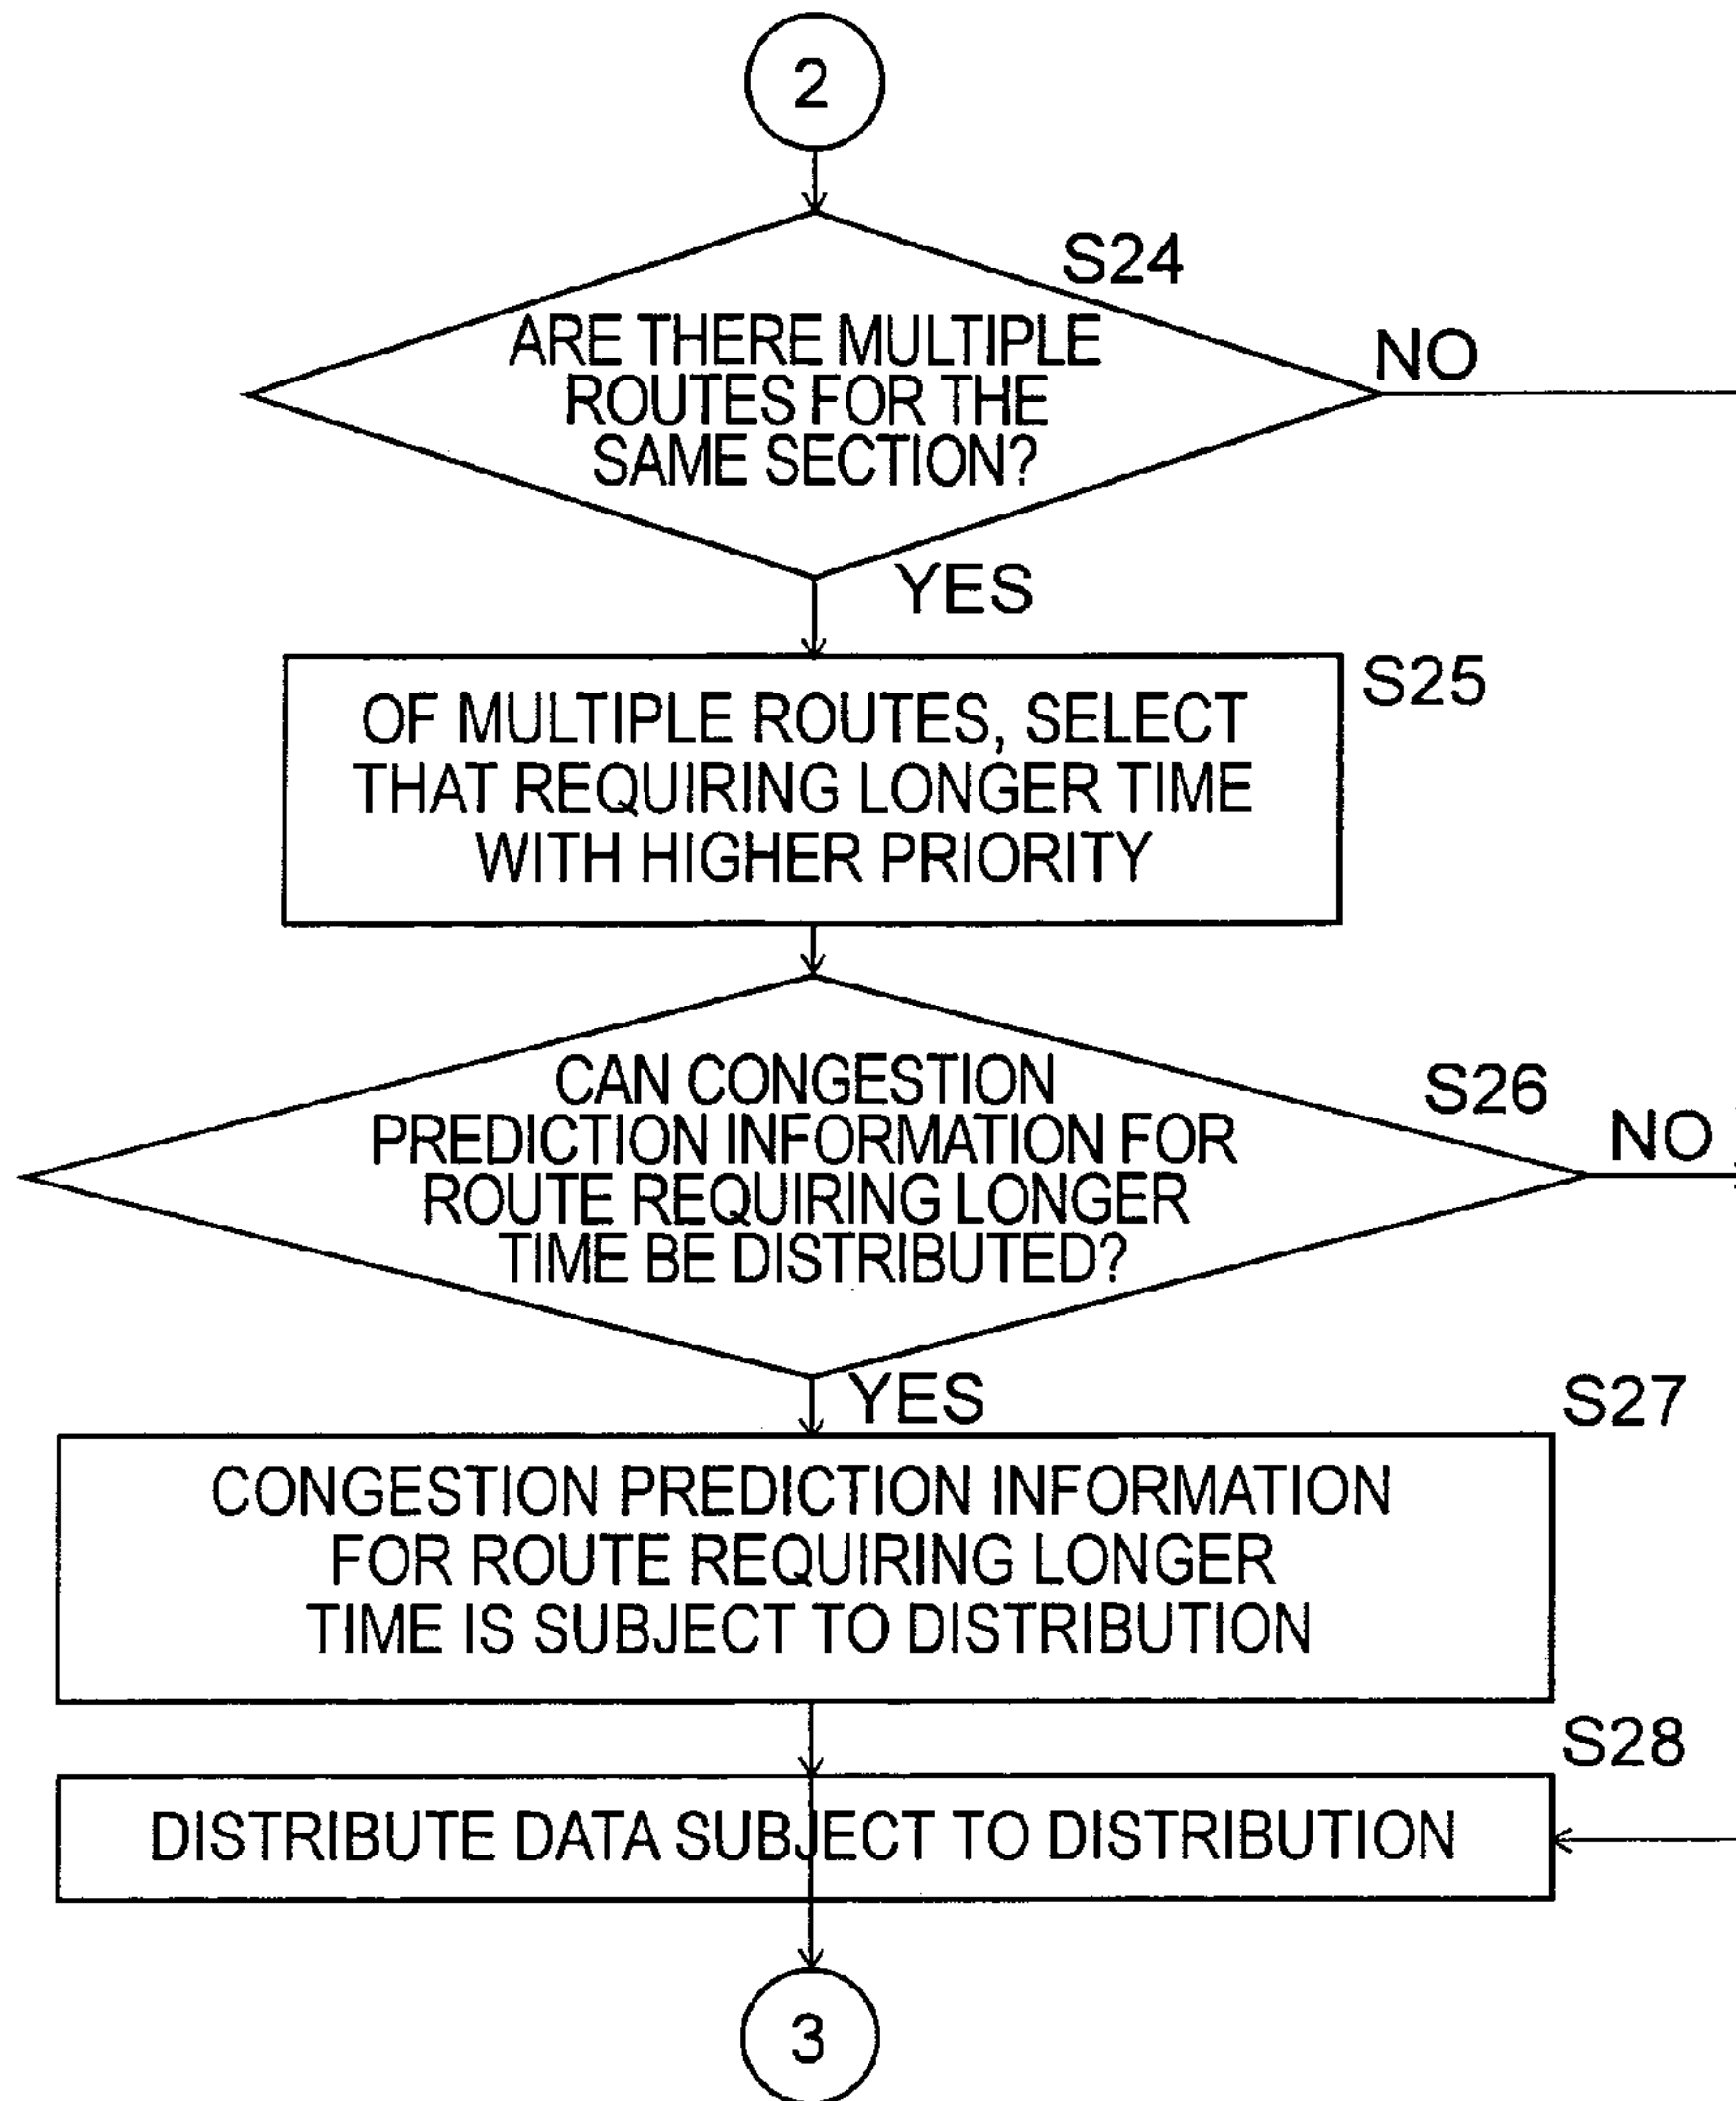 2
S24
ARE THERE MULTIPLE
ROUTES FOR THE
SAME SECTION?
NO
YES
S25
OF MULTIPLE ROUTES, SELECT
THAT REQUIRING LONGER TIME
WITH HIGHER PRIORITY
S26
CAN CONGESTION
PREDICTION INFORMATION FOR
ROUTE REQUIRING LONGER
TIME BE DISTRIBUTED?
NO
YES
S27
CONGESTION PREDICTION INFORMATION
FOR ROUTE REQUIRING LONGER
TIME IS SUBJECT TO DISTRIBUTION
S28
DISTRIBUTE DATA SUBJECT TO DISTRIBUTION
3